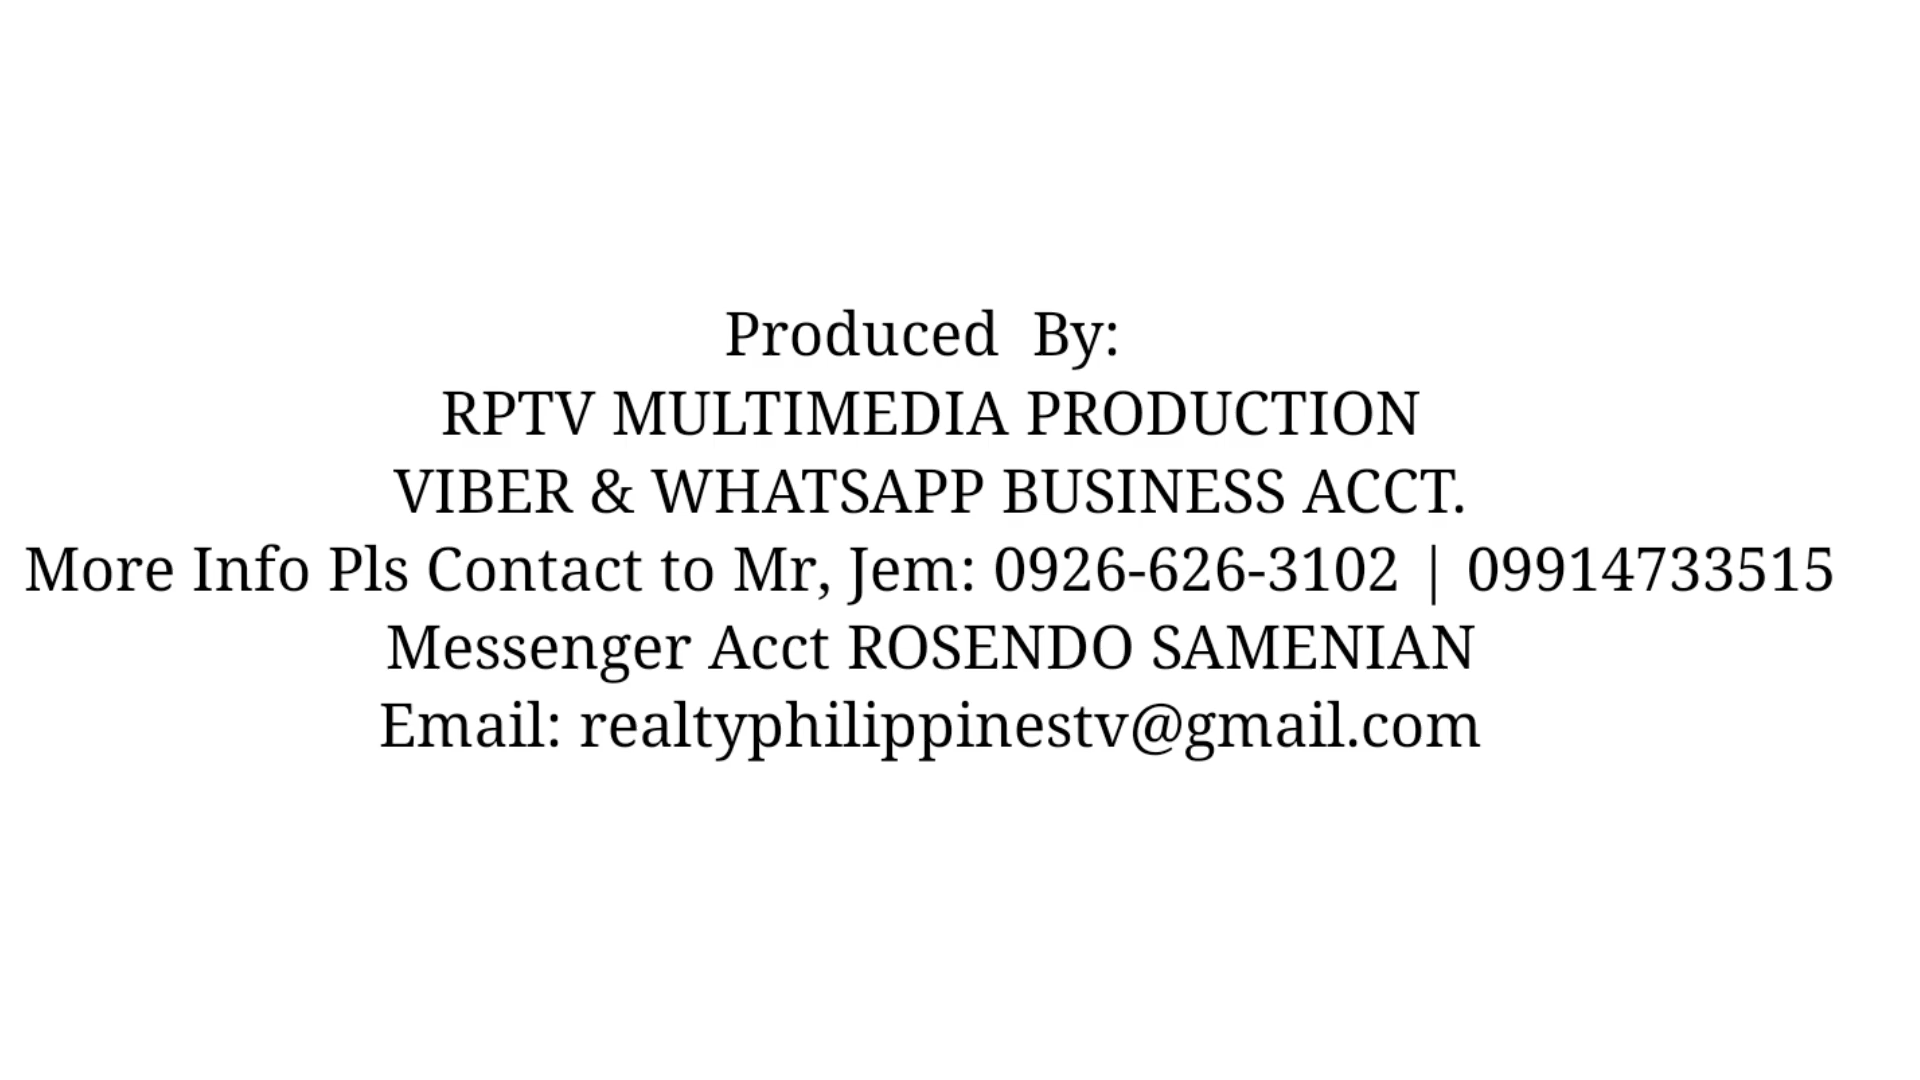 Produced  By:
RPTV MULTIMEDIA PRODUCTION
VIBER & WHATSAPP BUSINESS ACCT.
More Info Pls Contact to Mr, Jem: 0926-626-3102 | 09914733515
Messenger Acct ROSENDO SAMENIAN
Email: realtyphilippinestv@gmail.com